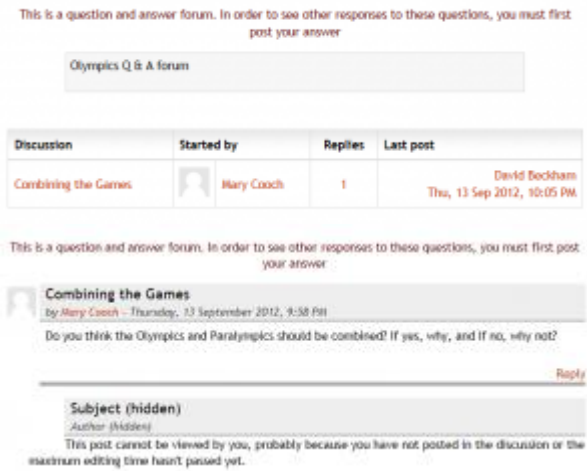 This is a question and answer forum. In order to see other responses to these questions, you must first
post your answer
Olympics Q & A forum
Discussion Started by Replies Last post
Combining the Games Mary Cooch 1 David Beckham
Thu, 13 Sep 2012, 10:05 PM
This is a question and answer forum. In order to see other responses to these questions, you must first post
your answer
Combining the Games
by Mary Cooch - Thursday, 13 September 2012, 9:58 PM
Do you think the Olympics and Paralympics should be combined? If yes, why, and if no, why not?
Reply
Subject (hidden)
Author (hidden)
This post cannot be viewed by you, probably because you have not posted in the discussion or the
maximum editing time hasn't passed yet.